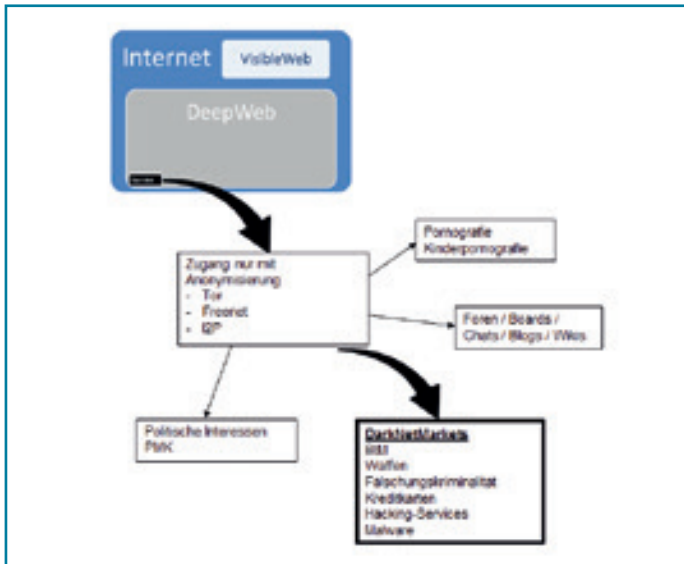 Internet
VisibleWeb
DeepWeb
Zugang nur mit
Anonymisierung
- Tor
- Freenet
- I2P
Pornografie
Kinderpornografie
Foren / Boards /
Chats / Blogs / Wikis
Politische Interessen
PMK
DarkNetMarkets
BtM
Waffen
Falschungskriminalität
Kreditkarten
Hacking-Services
Malware